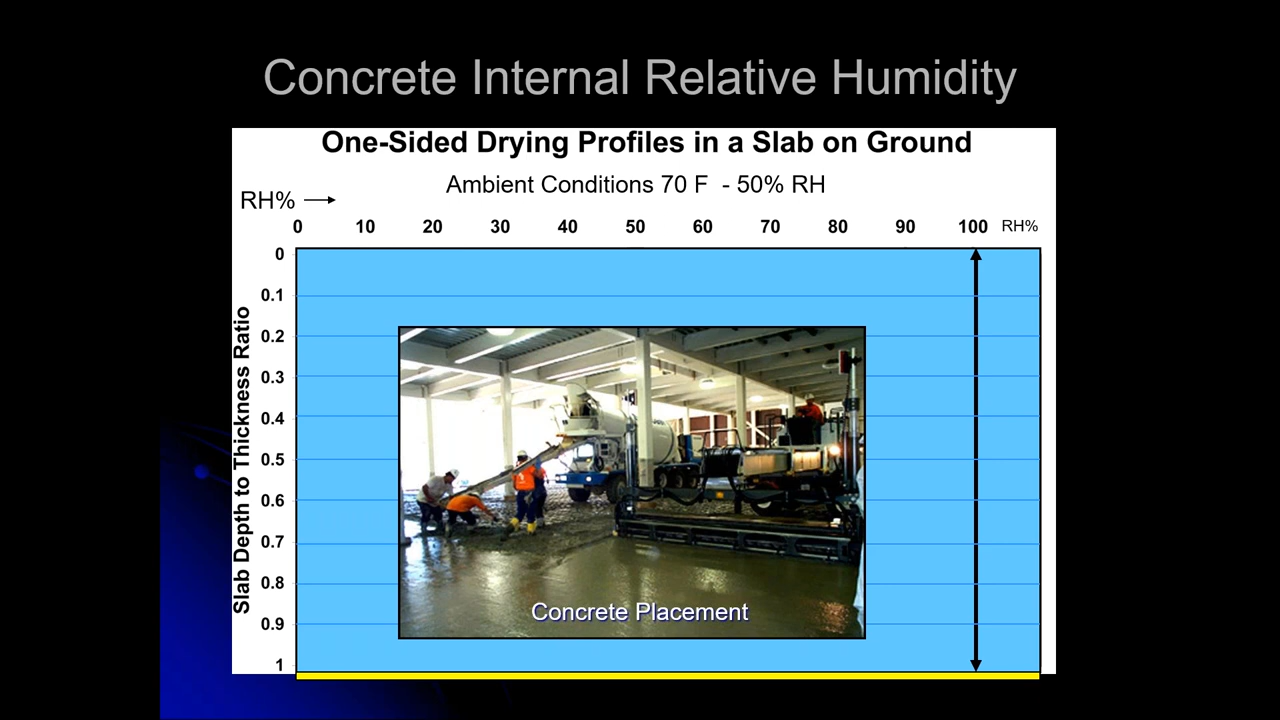 Concrete Internal Relative Humidity
One-Sided Drying Profiles in a Slab on Ground
Ambient Conditions 70 F - 50% RH
RH%
0 10 20 30 40 50 60 70 80 90 100 RH%
Slab Depth to Thickness Ratio
0
0.1
0.2
0.3
0.4
0.5
0.6
0.7
0.8
0.9
1
Concrete Placement